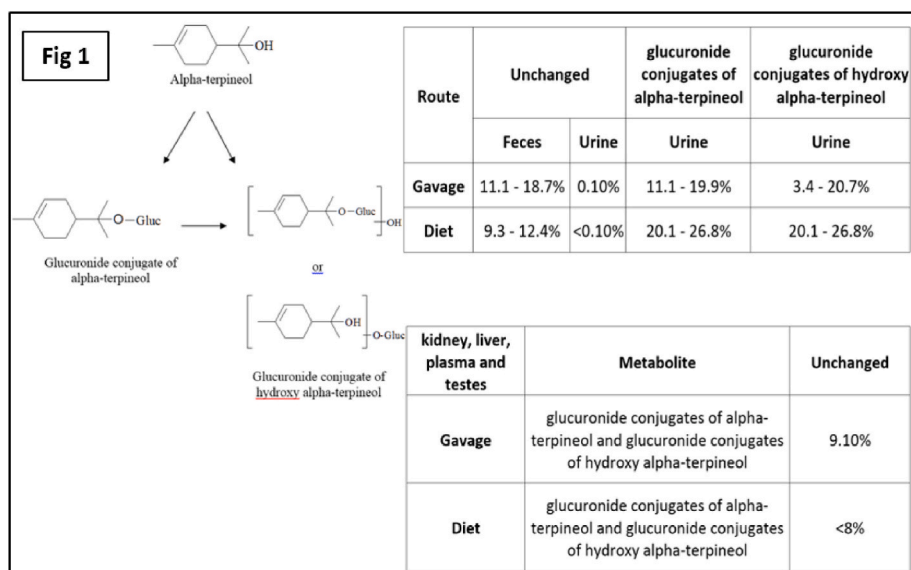 Fig 1
OH
Alpha-terpineol
O-Gluc
Glucuronide conjugate of
alpha-terpineol
O-Gluc
OH
or
OH
O-Gluc
Glucuronide conjugate of
hydroxy alpha-terpineol
Route
Unchanged
glucuronide
conjugates of
alpha-terpineol
glucuronide
conjugates of hydroxy
alpha-terpineol
Feces Urine Urine Urine
Gavage 11.1 - 18.7% 0.10% 11.1 - 19.9% 3.4 - 20.7%
Diet 9.3 - 12.4% <0.10% 20.1 - 26.8% 20.1 - 26.8%
kidney, liver,
plasma and
testes
Metabolite
Unchanged
Gavage
glucuronide conjugates of alpha-
terpineol and glucuronide conjugates
of hydroxy alpha-terpineol
9.10%
Diet
glucuronide conjugates of alpha-
terpineol and glucuronide conjugates
of hydroxy alpha-terpineol
<8%